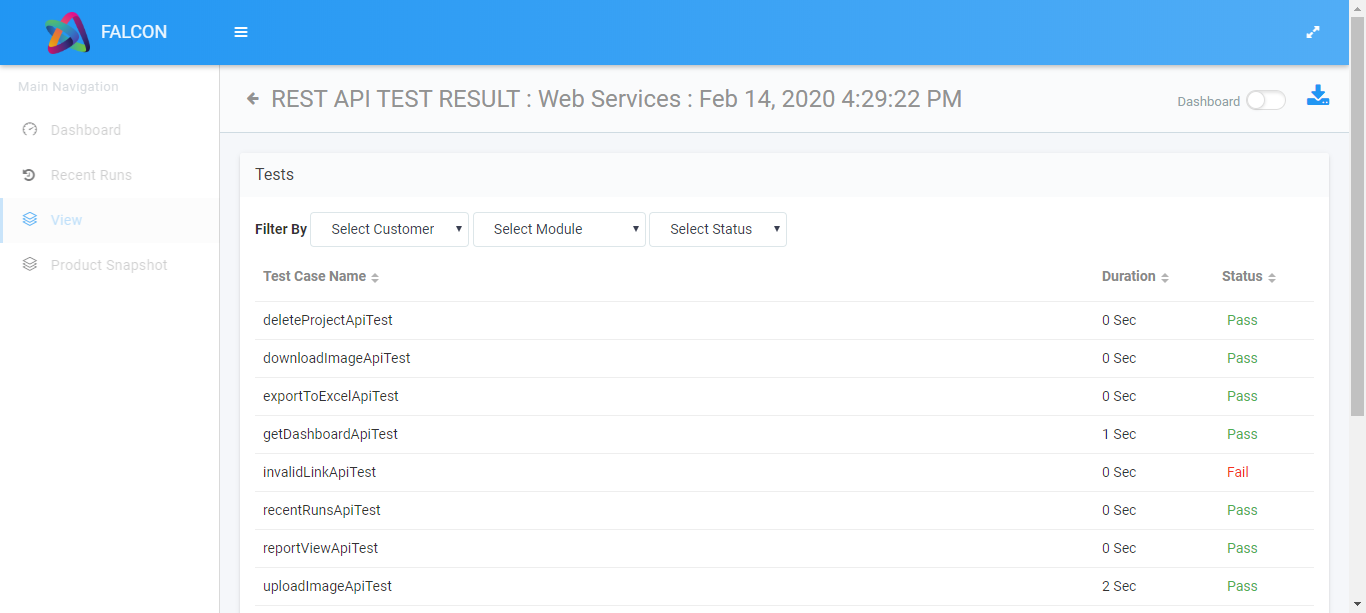 FALCON
Main Navigation
Dashboard
Recent Runs
View
Product Snapshot
REST API TEST RESULT : Web Services : Feb 14, 2020 4:29:22 PM
Dashboard
Tests
Filter By Select Customer Select Module Select Status
Test Case Name Duration Status
deleteProjectApiTest 0 Sec Pass
downloadImageApiTest 0 Sec Pass
exportToExcelApiTest 0 Sec Pass
getDashboardApiTest 1 Sec Pass
invalidLinkApiTest 0 Sec Fail
recentRunsApiTest 0 Sec Pass
reportViewApiTest 0 Sec Pass
uploadImageApiTest 2 Sec Pass